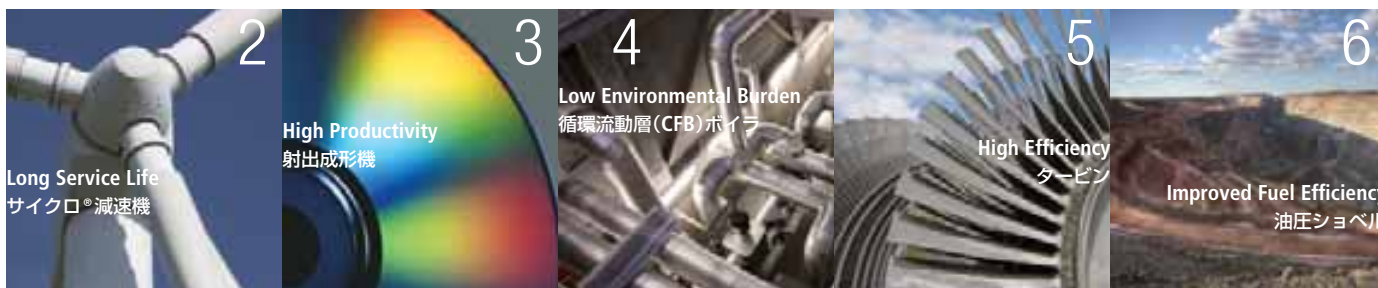 2
Long Service Life
サイクロ®減速機
3
High Productivity
射出成形機
4
Low Environmental Burden
循環流動層(CFB)ボイラ
5
High Efficiency
タービン
6
Improved Fuel Efficiency
油圧ショベル